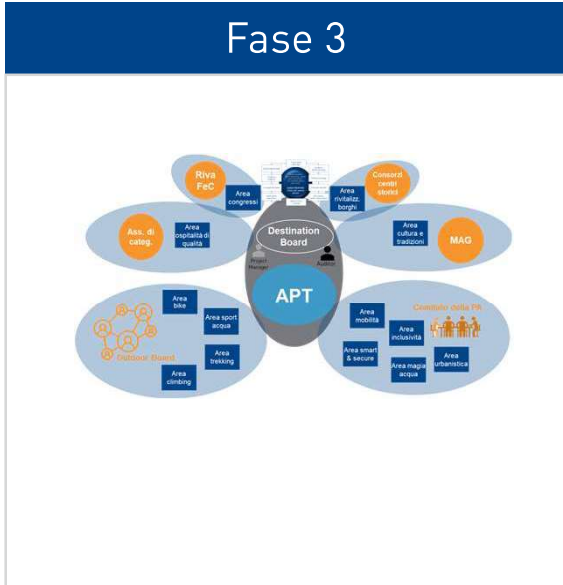 Fase 3
Riva
FeC
Area
congressi
Consorzi
centri
storici
Area
rivitalizz.
borghi
Ass. di
categ.
Area
ospitalità di
qualità
Destination
Board
Project
Manager
Auditor
APT
Area
cultura e
tradizioni
MAG
Area
bike
Area sport
acqua
Outdoor Board
Area
trekking
Area
climbing
Comitato della PA
Area
mobilità
Area
inclusività
Area smart
& secure
Area
urbanistica
Area magia
acqua